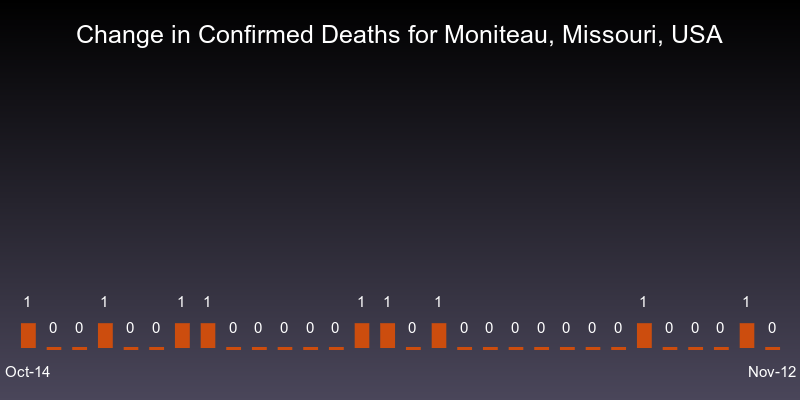 Change in Confirmed Deaths for Moniteau, Missouri, USA
1 0 0 1 0 0 1 1 0 0 0 0 0 1 1 0 1 0 0 0 0 0 0 0 1 0 0 0 1 0
Oct-14 Nov-12